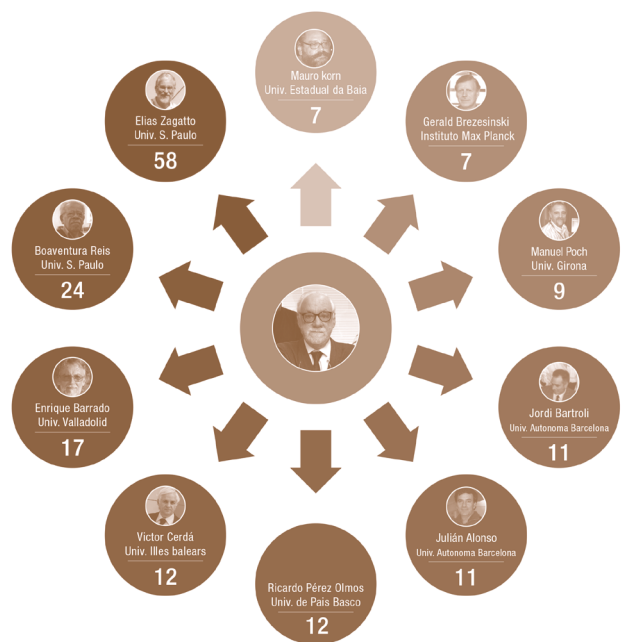 Mauro korn
Univ. Estadual da Baia
7
Gerald Brezesinski
Instituto Max Planck
7
Manuel Poch
Univ. Girona
9
Jordi Bartroli
Univ. Autonoma Barcelona
11
Julián Alonso
Univ. Autonoma Barcelona
11
Ricardo Pérez Olmos
Univ. de Pais Basco
12
Victor Cerdá
Univ. Illes balears
12
Enrique Barrado
Univ. Valladolid
17
Boaventura Reis
Univ. S. Paulo
24
Elias Zagatto
Univ. S. Paulo
58